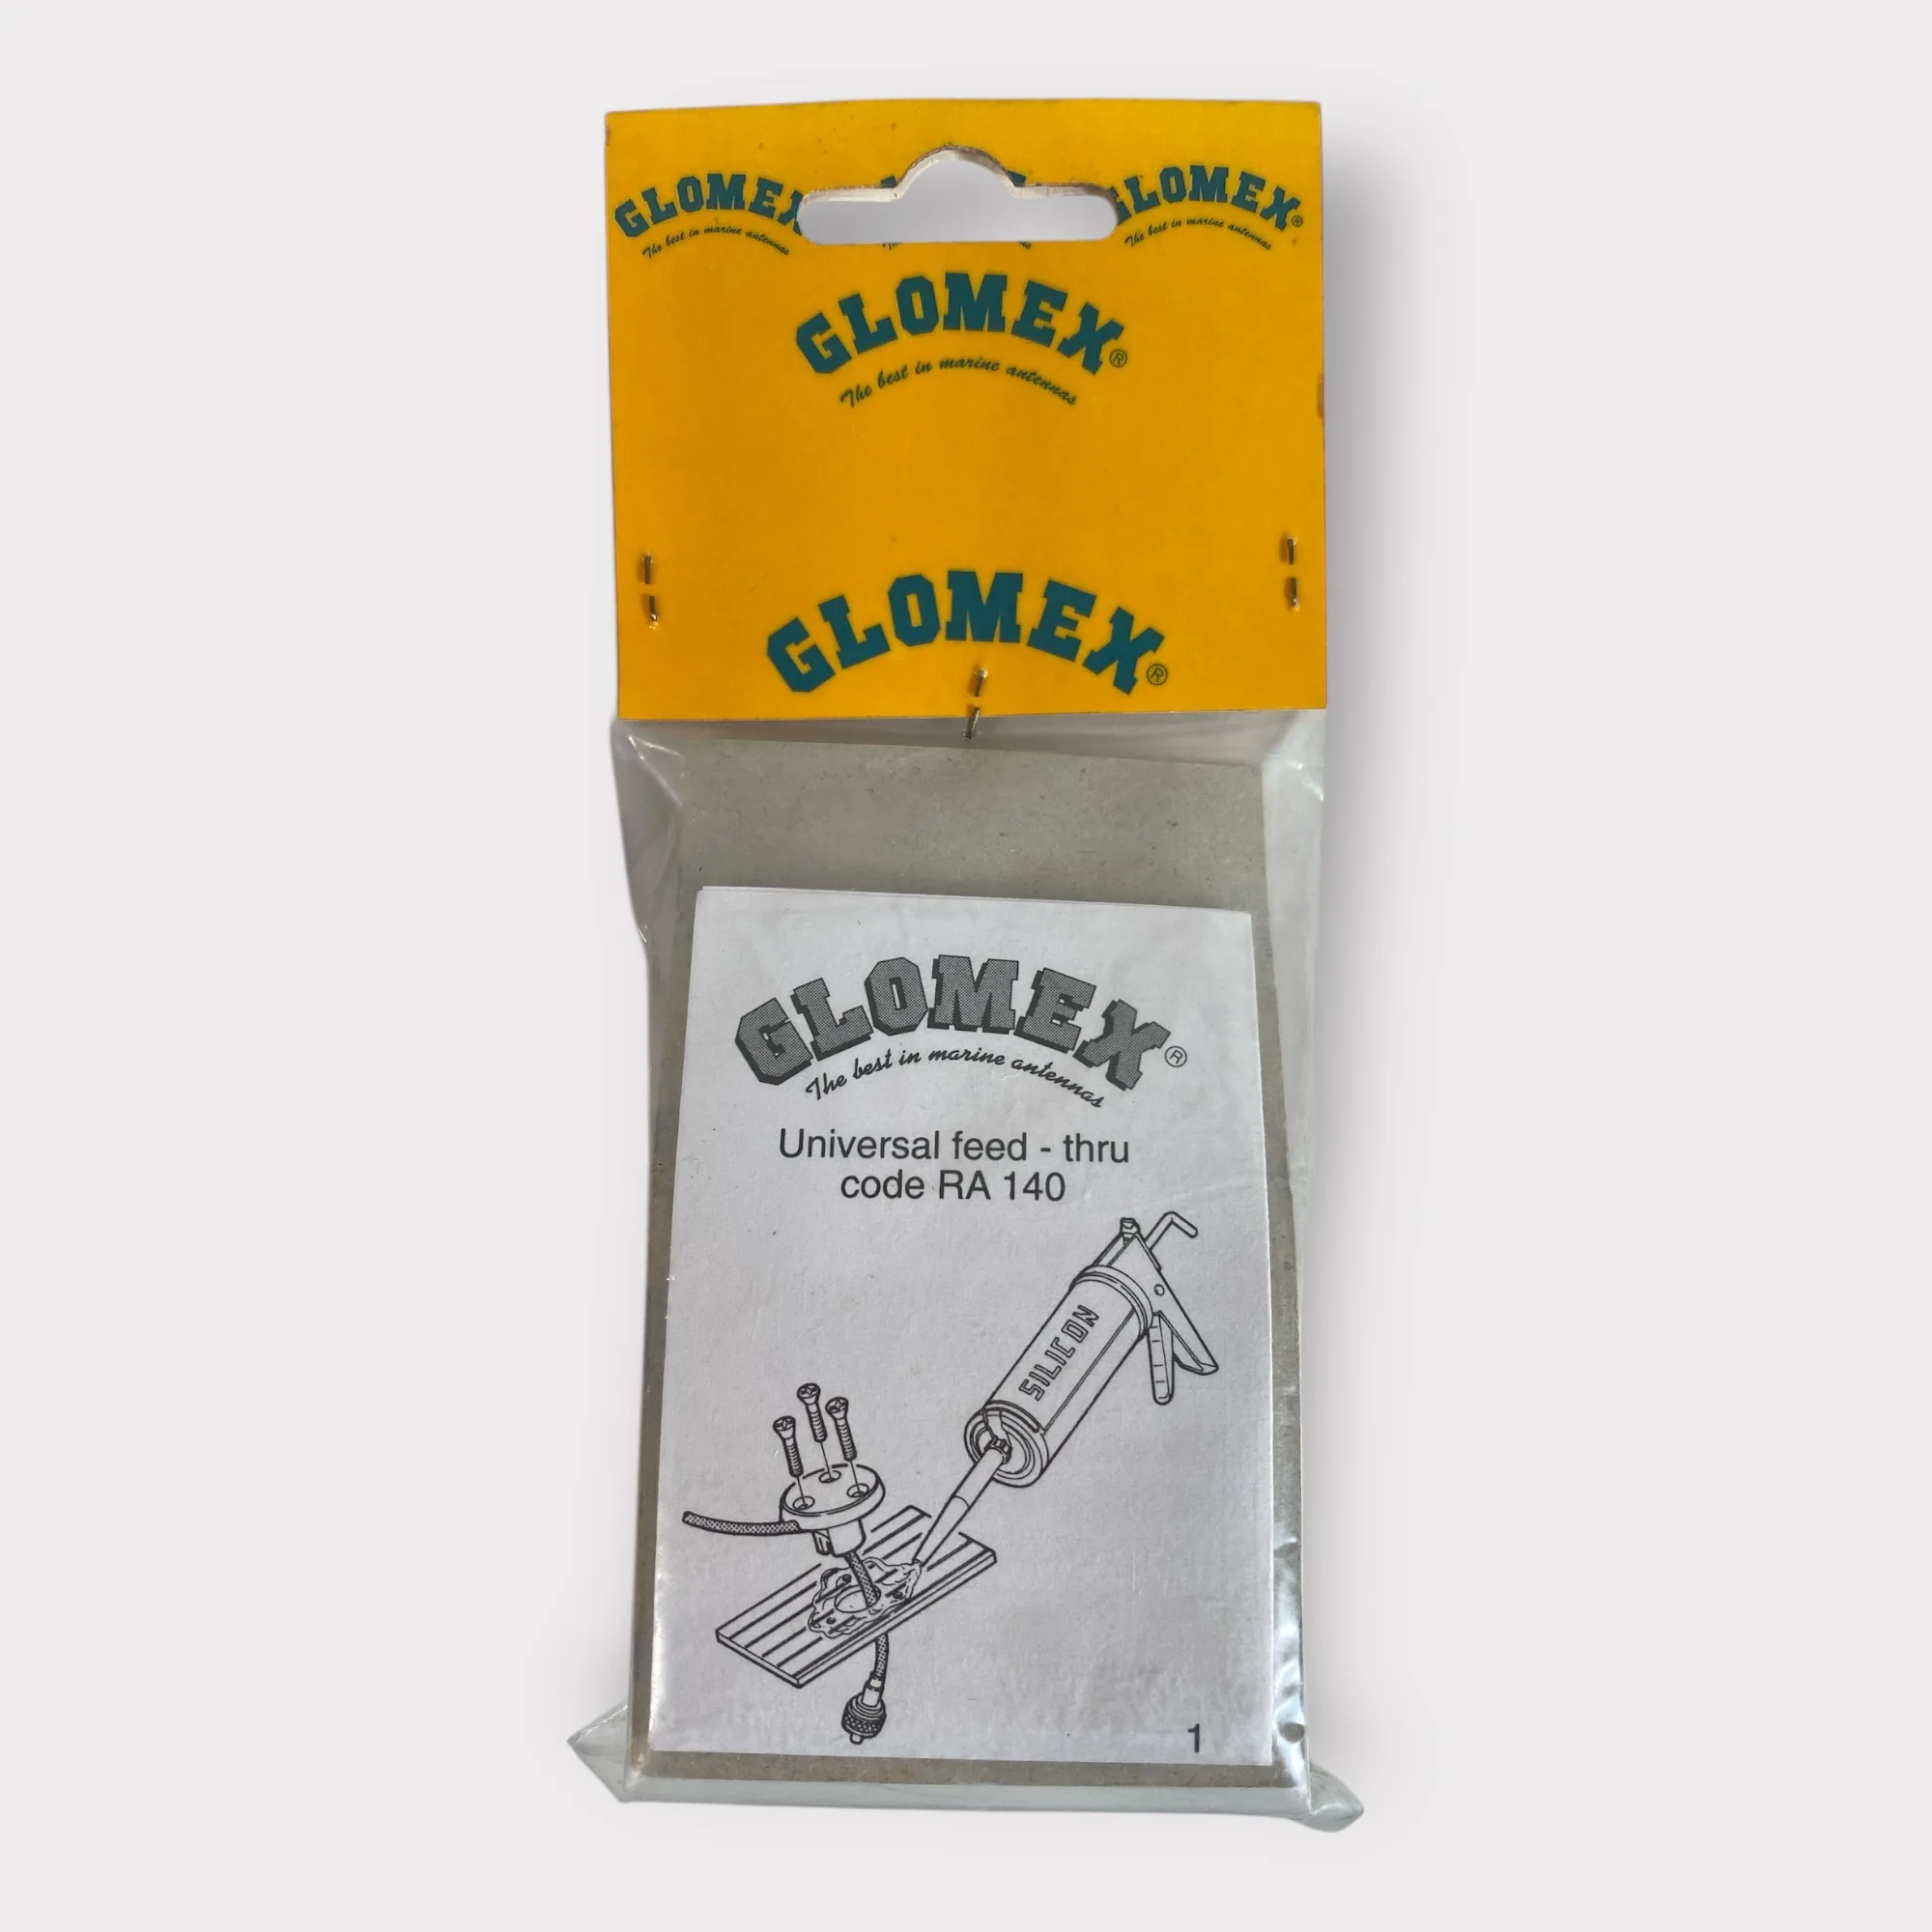 GLOMEX GLOMEX®
The best in marine antennas The best in marine antennas
GLOMEX®
The best in marine antennas
GLOMEX®
GLOMEX®
The best in marine antennas
Universal feed - thru
code RA 140
SILICON
1